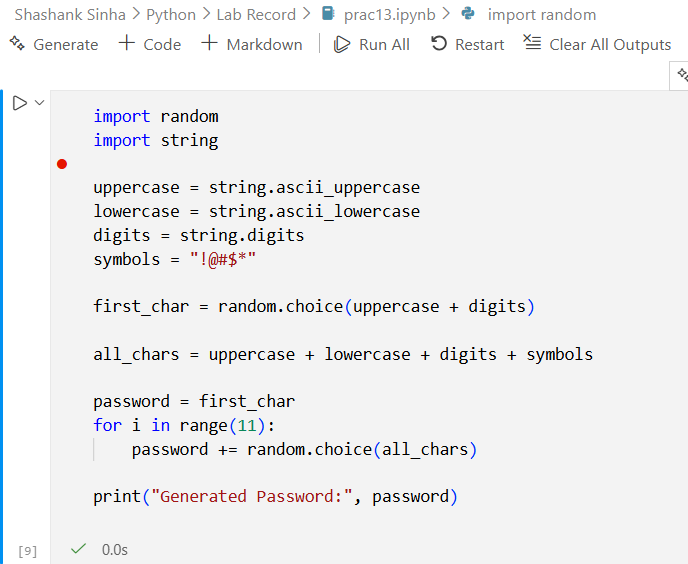 Shashank Sinha > Python > Lab Record > prac13.ipynb > import random
Generate + Code + Markdown | Run All Restart Clear All Outputs
import random
import string
uppercase = string.ascii_uppercase
lowercase = string.ascii_lowercase
digits = string.digits
symbols = "!@#$*"
first_char = random.choice(uppercase + digits)
all_chars = uppercase + lowercase + digits + symbols
password = first_char
for i in range(11):
    password += random.choice(all_chars)
print("Generated Password:", password)
[9] 0.0s